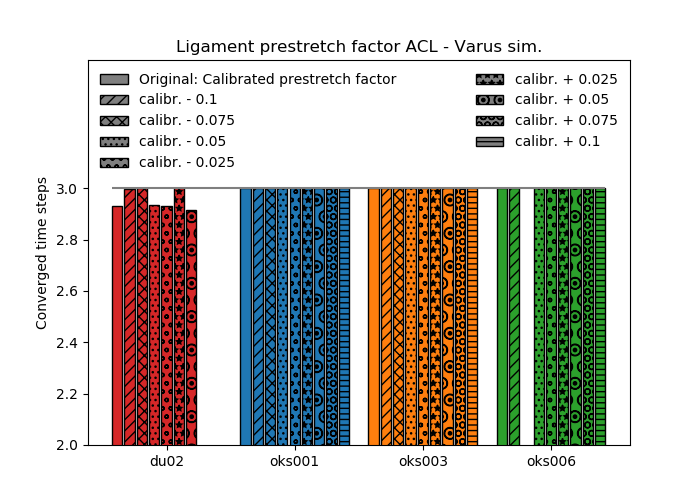 Ligament prestretch factor ACL - Varus sim.
Original: Calibrated prestretch factor
calibr. - 0.1
calibr. - 0.075
calibr. - 0.05
calibr. - 0.025
calibr. + 0.025
calibr. + 0.05
calibr. + 0.075
calibr. + 0.1
Converged time steps
3.0
2.8
2.6
2.4
2.2
2.0
du02
oks001
oks003
oks006